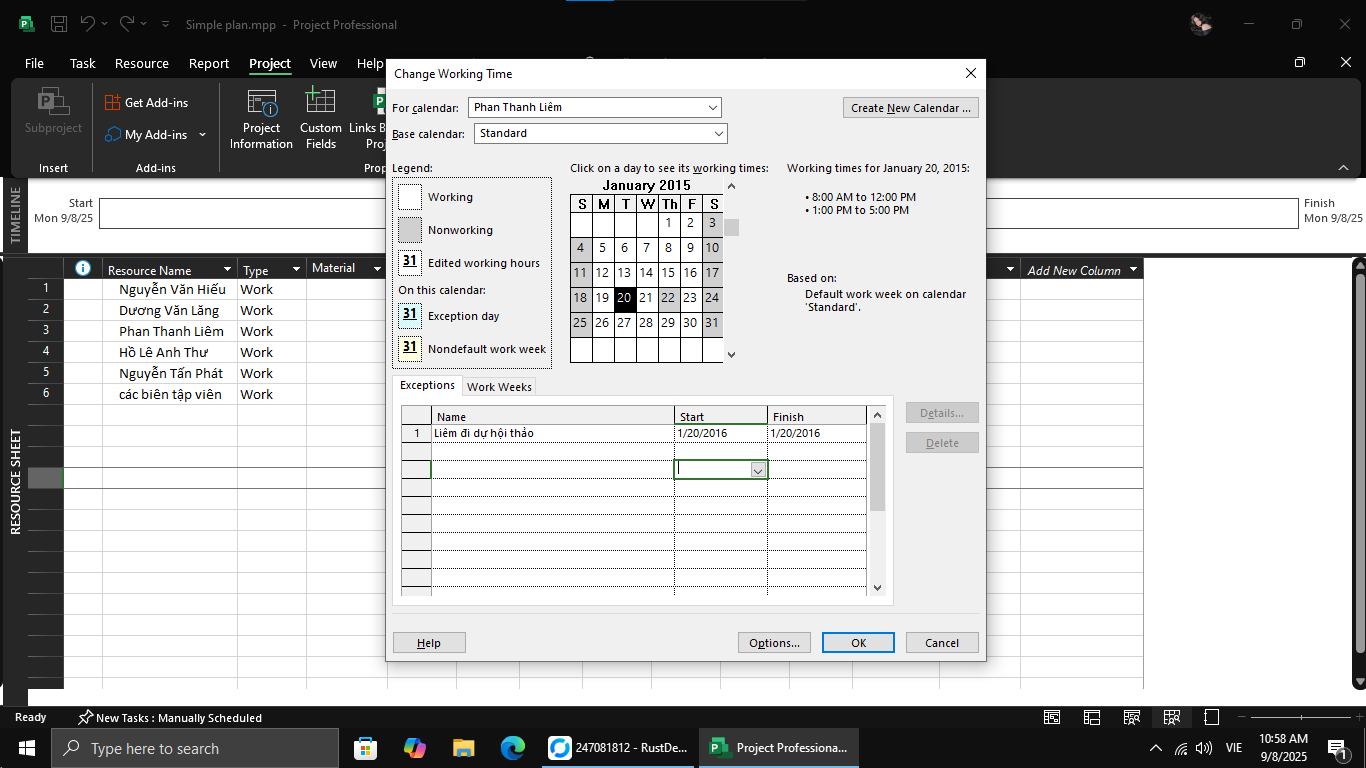 Simple plan.mpp - Project Professional
File Task Resource Report Project View Help
Subproject
Insert
Get Add-ins
My Add-ins
Add-ins
Project Information
Custom Fields
Links B
Proj
Prop
TIMELINE
Start
Mon 9/8/25
Finish
Mon 9/8/25
Resource Name Type Material Add New Column
1 Nguyễn Văn Hiếu Work
2 Dương Văn Lăng Work
3 Phan Thanh Liêm Work
4 Hồ Lê Anh Thư Work
5 Nguyễn Tấn Phát Work
6 các biên tập viên Work
RESOURCE SHEET
Change Working Time
For calendar: Phan Thanh Liêm
Create New Calendar ...
Base calendar: Standard
Legend:
Working
Nonworking
31 Edited working hours
On this calendar:
31 Exception day
31 Nondefault work week
Click on a day to see its working times:
January 2015
S M T W Th F S
1 2 3
4 5 6 7 8 9 10
11 12 13 14 15 16 17
18 19 20 21 22 23 24
25 26 27 28 29 30 31
Working times for January 20, 2015:
• 8:00 AM to 12:00 PM
• 1:00 PM to 5:00 PM
Based on:
Default work week on calendar
'Standard'.
Exceptions Work Weeks
Name Start Finish
1 Liêm đi dự hội thảo 1/20/2016 1/20/2016
Details...
Delete
Help Options... OK Cancel
Ready New Tasks : Manually Scheduled
Type here to search
247081812 - RustDe...
Project Professiona...
VIE
10:58 AM
9/8/2025
1